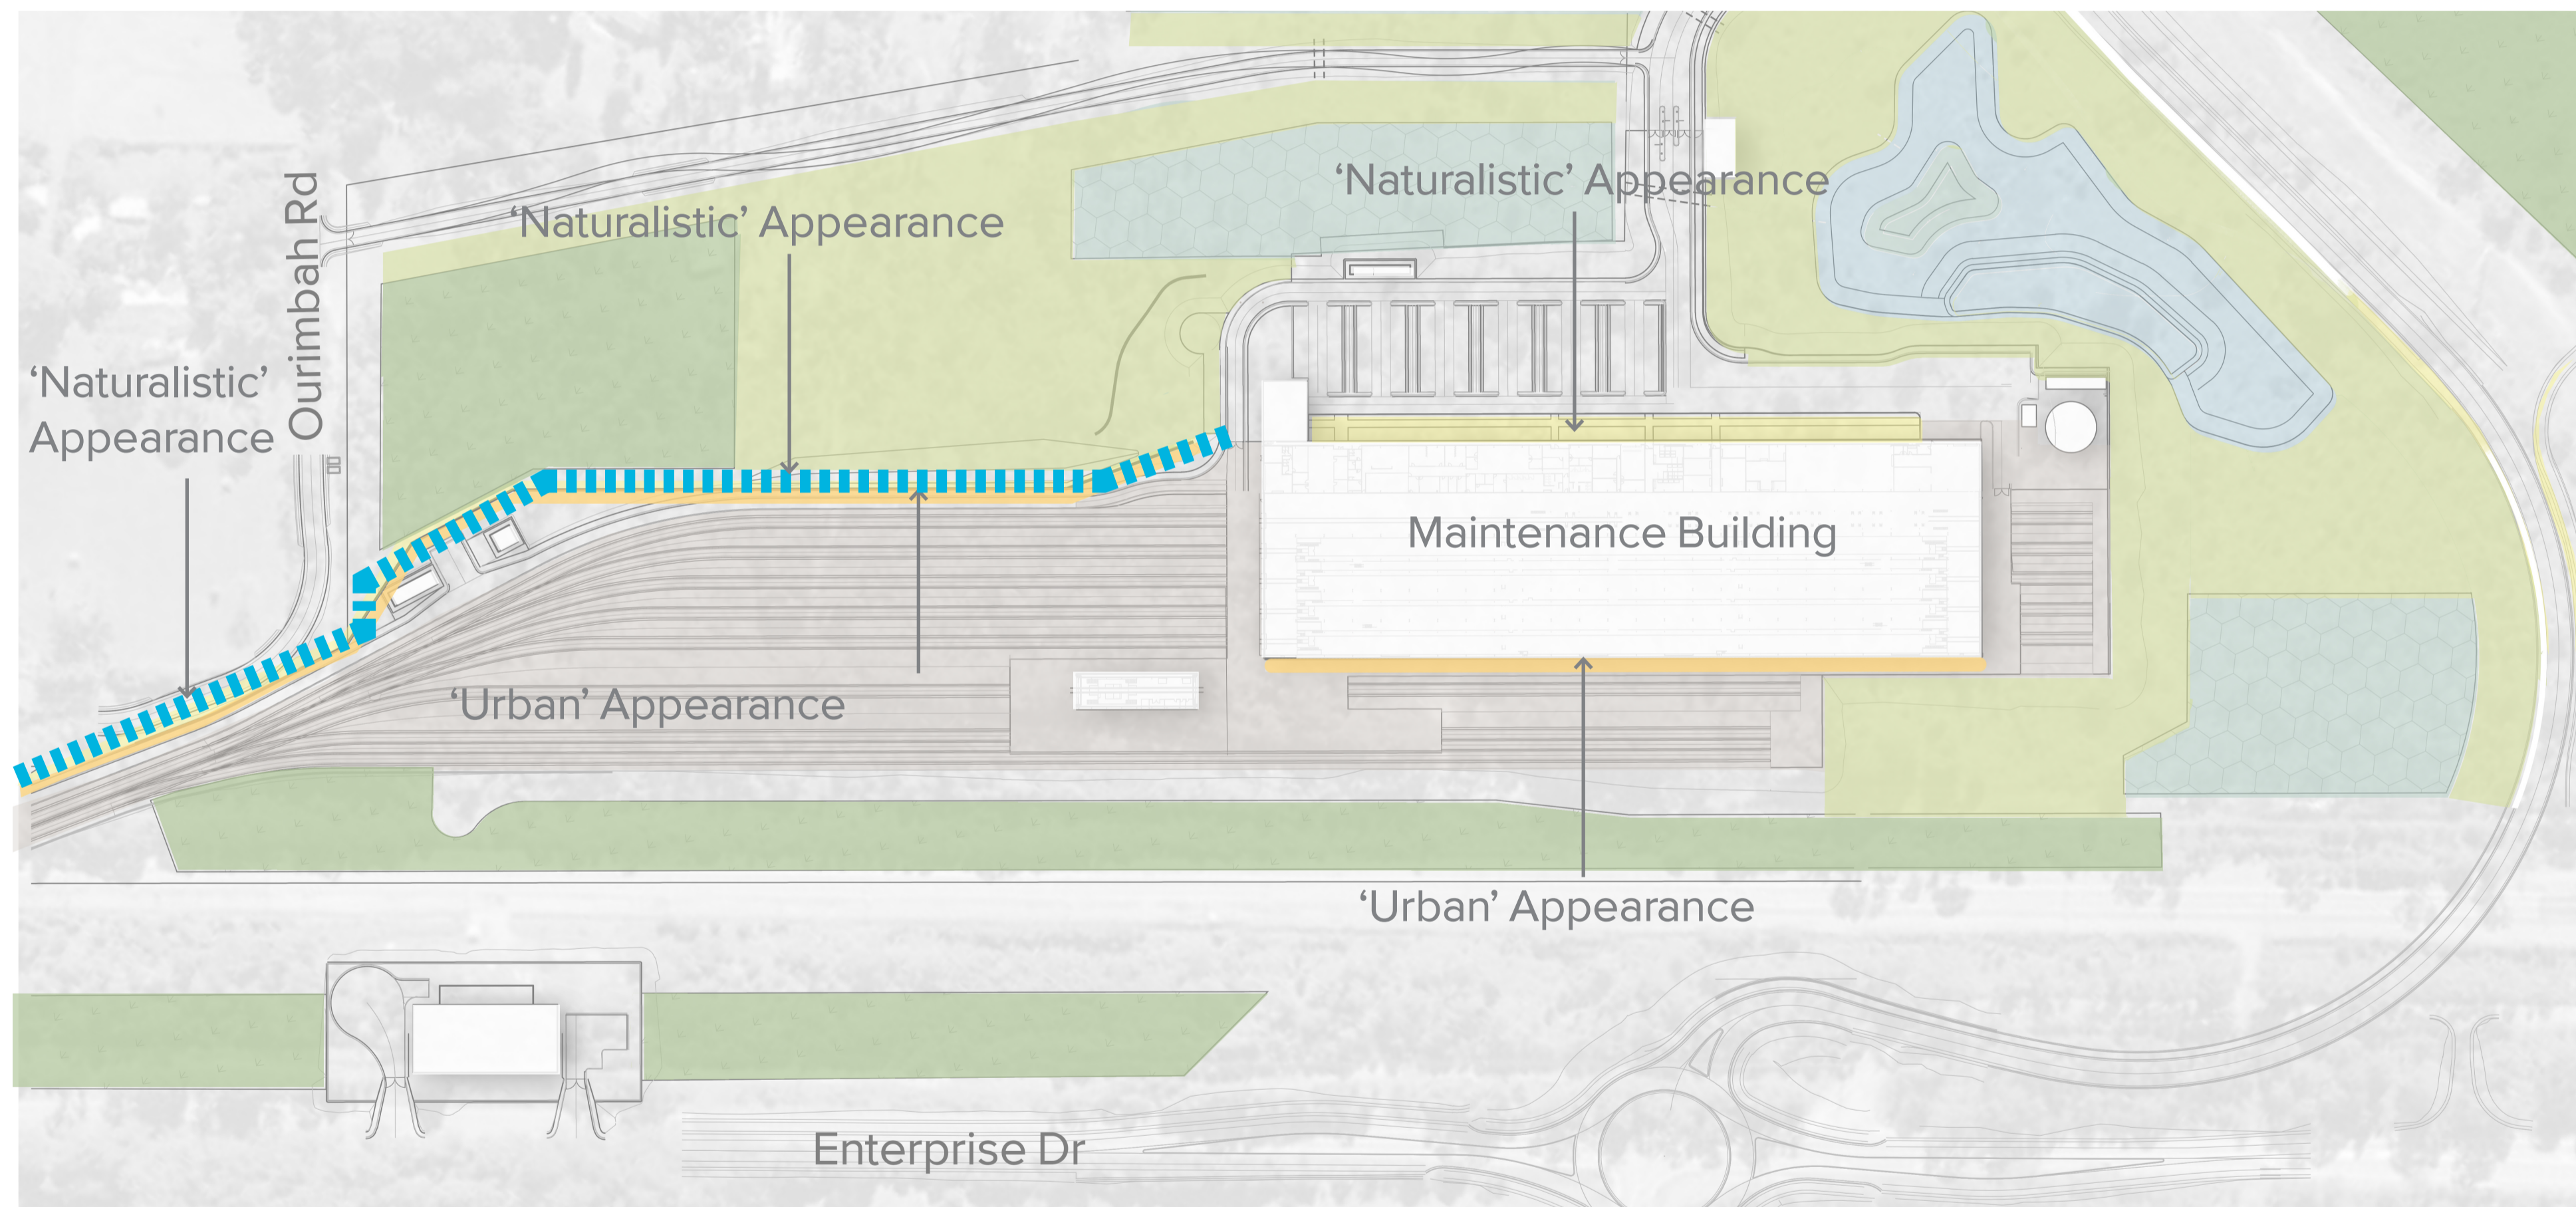 ‘Naturalistic’ Appearance
‘Naturalistic’ Appearance
Ourimbah Rd
‘Naturalistic’
Appearance
Maintenance Building
‘Urban’ Appearance
‘Urban’ Appearance
Enterprise Dr